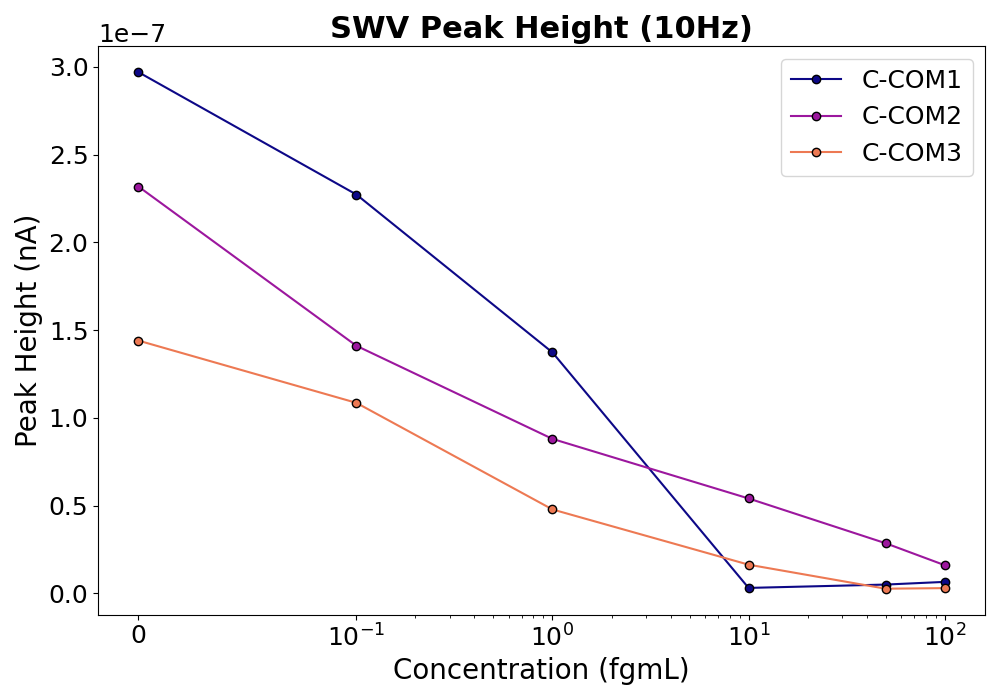 SWV Peak Height (10Hz)
1e−7
3.0
2.5
2.0
1.5
1.0
0.5
0.0
Peak Height (nA)
C-COM1
C-COM2
C-COM3
0 10⁻¹ 10⁰ 10¹ 10²
Concentration (fgmL)